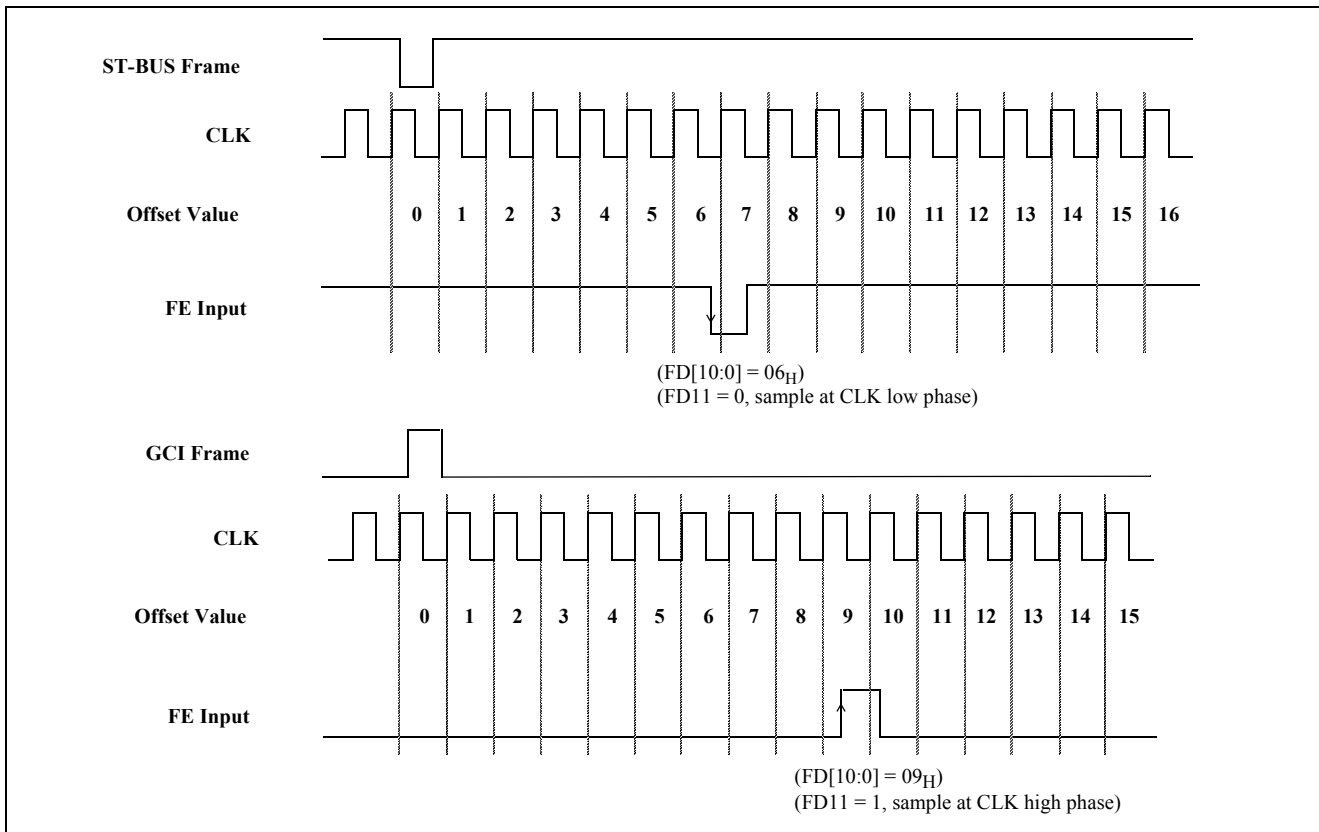 ST-BUS Frame
CLK
Offset Value 0 1 2 3 4 5 6 7 8 9 10 11 12 13 14 15 16
FE Input
(FD[10:0] = 06H)
(FD11 = 0, sample at CLK low phase)
GCI Frame
CLK
Offset Value 0 1 2 3 4 5 6 7 8 9 10 11 12 13 14 15
FE Input
(FD[10:0] = 09H)
(FD11 = 1, sample at CLK high phase)